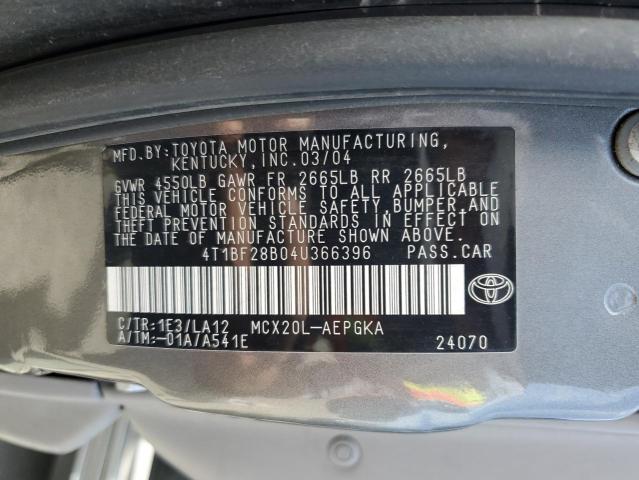 MFD.BY:TOYOTA MOTOR MANUFACTURING,
KENTUCKY,INC.03/04
GVWR 4550LB GAWR FR 2665LB RR 2665LB
THIS VEHICLE CONFORMS TO ALL APPLICABLE
FEDERAL MOTOR VEHICLE SAFETY,BUMPER,AND
THEFT PREVENTION STANDARDS IN EFFECT ON
THE DATE OF MANUFACTURE SHOWN ABOVE.
4T1BF28B04U366396 PASS.CAR
C/TR:1E3/LA12 MCX20L-AEPGKA
A/TM:-01A/A541E 24070